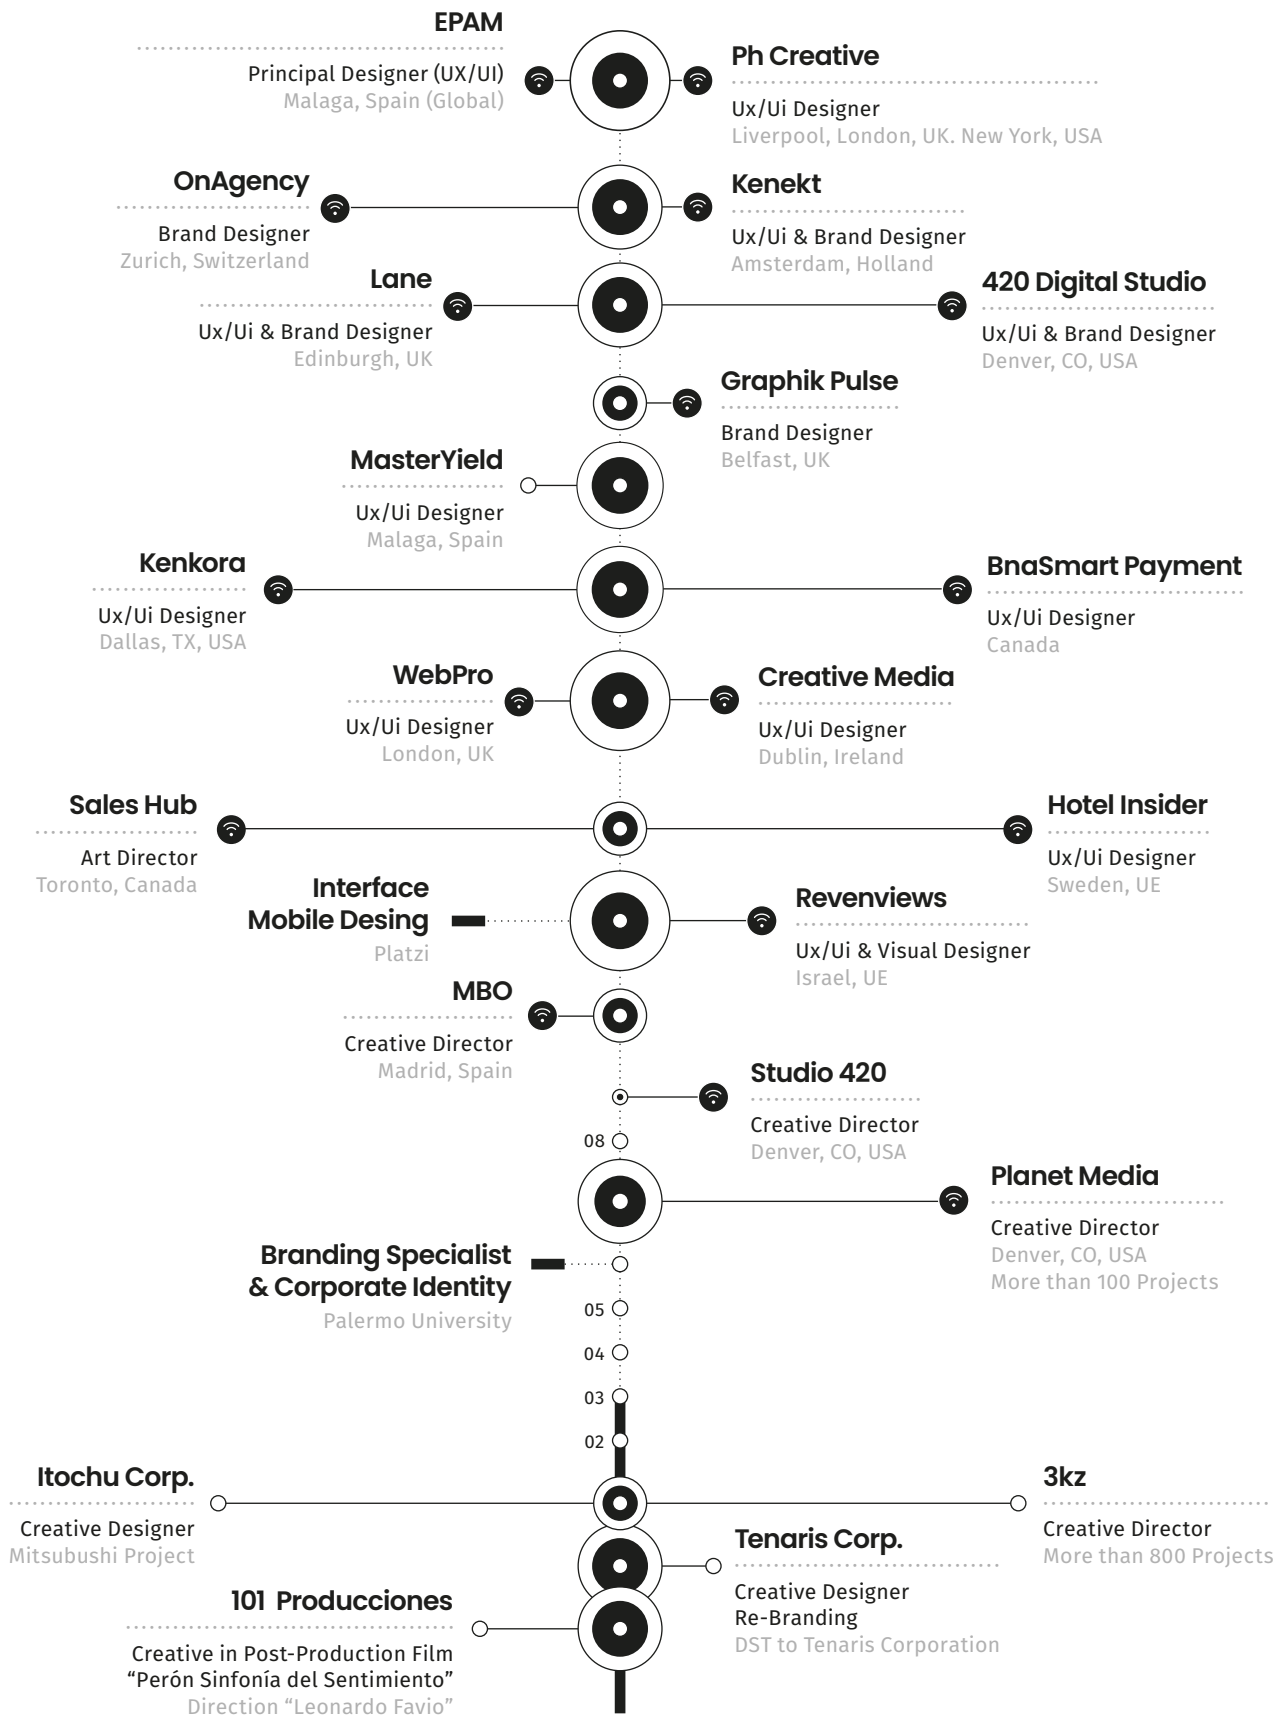 EPAM
Principal Designer (UX/UI)
Malaga, Spain (Global)
Ph Creative
Ux/Ui Designer
Liverpool, London, UK. New York, USA
OnAgency
Brand Designer
Zurich, Switzerland
Kenekt
Ux/Ui & Brand Designer
Amsterdam, Holland
Lane
Ux/Ui & Brand Designer
Edinburgh, UK
420 Digital Studio
Ux/Ui & Brand Designer
Denver, CO, USA
Graphik Pulse
Brand Designer
Belfast, UK
MasterYield
Ux/Ui Designer
Malaga, Spain
Kenkora
Ux/Ui Designer
Dallas, TX, USA
BnaSmart Payment
Ux/Ui Designer
Canada
WebPro
Ux/Ui Designer
London, UK
Creative Media
Ux/Ui Designer
Dublin, Ireland
Sales Hub
Art Director
Toronto, Canada
Hotel Insider
Ux/Ui Designer
Sweden, UE
Interface
Mobile Desing
Platzi
Revenviews
Ux/Ui & Visual Designer
Israel, UE
MBO
Creative Director
Madrid, Spain
Studio 420
Creative Director
Denver, CO, USA
08
Planet Media
Creative Director
Denver, CO, USA
More than 100 Projects
Branding Specialist
& Corporate Identity
Palermo University
05
04
03
02
Itochu Corp.
Creative Designer
Mitsubushi Project
3kz
Creative Director
More than 800 Projects
Tenaris Corp.
Creative Designer
Re-Branding
DST to Tenaris Corporation
101 Producciones
Creative in Post-Production Film
“Perón Sinfonía del Sentimiento”
Direction “Leonardo Favio”